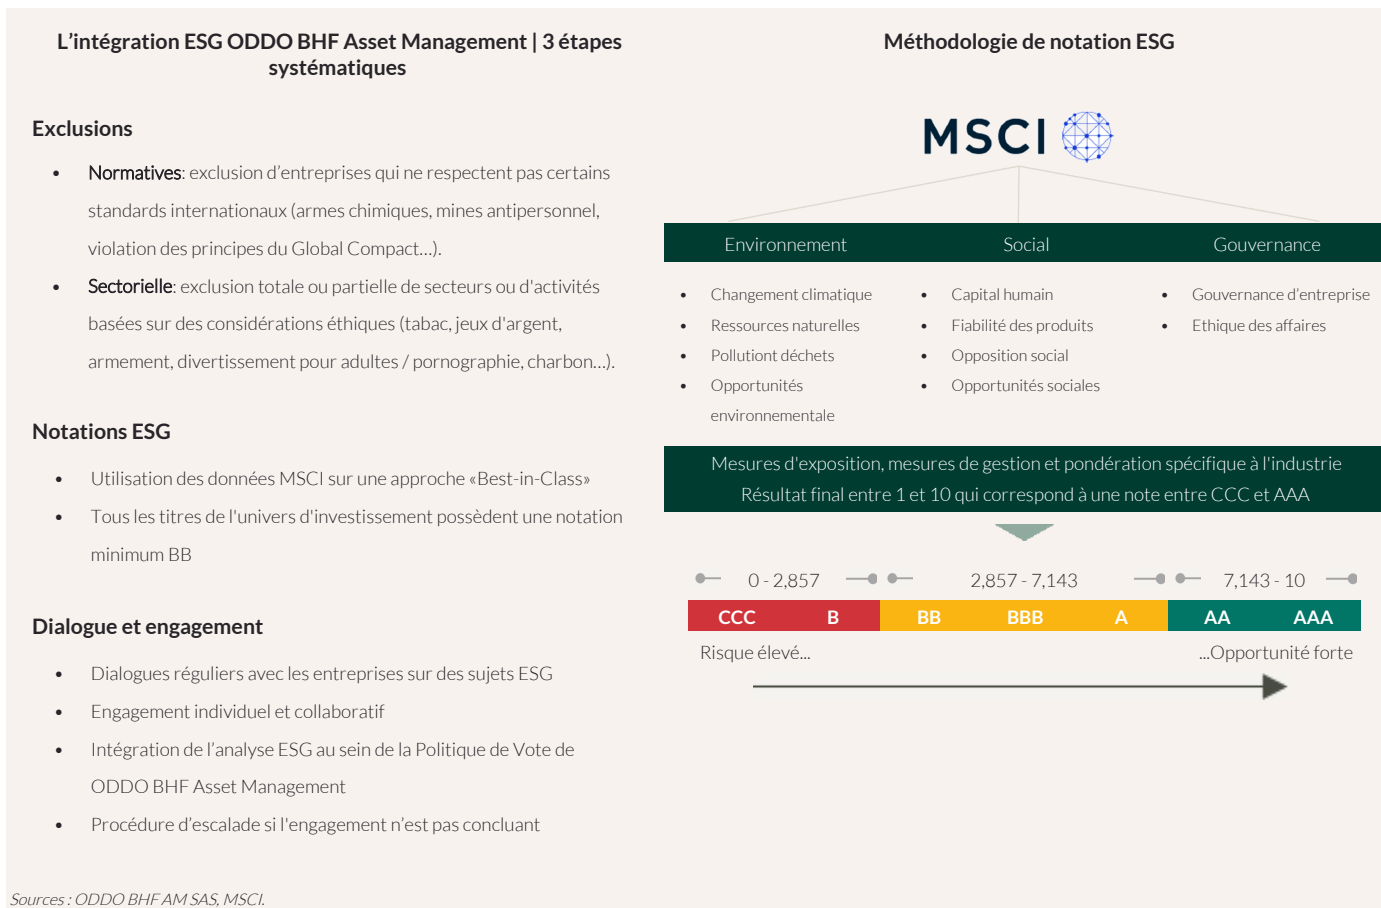 L’intégration ESG ODDO BHF Asset Management | 3 étapes
systématiques
Exclusions
• Normatives: exclusion d’entreprises qui ne respectent pas certains
standards internationaux (armes chimiques, mines antipersonnel,
violation des principes du Global Compact…).
• Sectorielle: exclusion totale ou partielle de secteurs ou d'activités
basées sur des considérations éthiques (tabac, jeux d'argent,
armement, divertissement pour adultes / pornographie, charbon…).
Notations ESG
• Utilisation des données MSCI sur une approche «Best-in-Class»
• Tous les titres de l'univers d'investissement possèdent une notation
minimum BB
Dialogue et engagement
• Dialogues réguliers avec les entreprises sur des sujets ESG
• Engagement individuel et collaboratif
• Intégration de l’analyse ESG au sein de la Politique de Vote de
ODDO BHF Asset Management
• Procédure d’escalade si l'engagement n’est pas concluant
Méthodologie de notation ESG
MSCI
Environnement Social Gouvernance
• Changement climatique
• Ressources naturelles
• Pollutiont déchets
• Opportunités
environnementale
• Capital humain
• Fiabilité des produits
• Opposition social
• Opportunités sociales
• Gouvernance d’entreprise
• Ethique des affaires
Mesures d'exposition, mesures de gestion et pondération spécifique à l'industrie
Résultat final entre 1 et 10 qui correspond à une note entre CCC et AAA
0 - 2,857 2,857 - 7,143 7,143 - 10
CCC B BB BBB A AA AAA
Risque élevé... ...Opportunité forte
Sources : ODDO BHF AM SAS, MSCI.